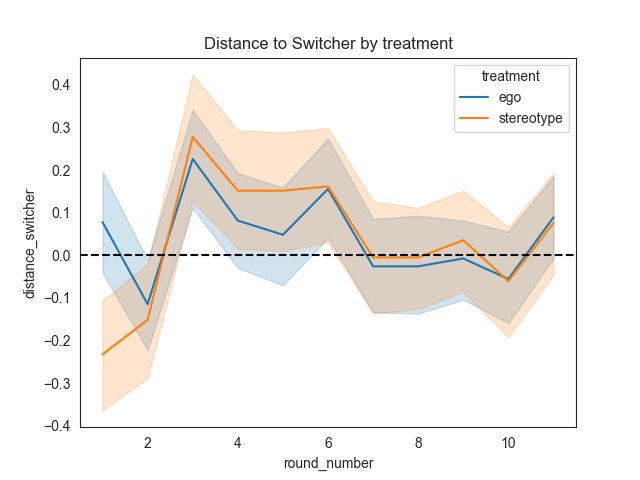 Distance to Switcher by treatment
treatment
ego
stereotype
distance_switcher
0.4
0.3
0.2
0.1
0.0
−0.1
−0.2
−0.3
−0.4
2
4
6
8
10
round_number